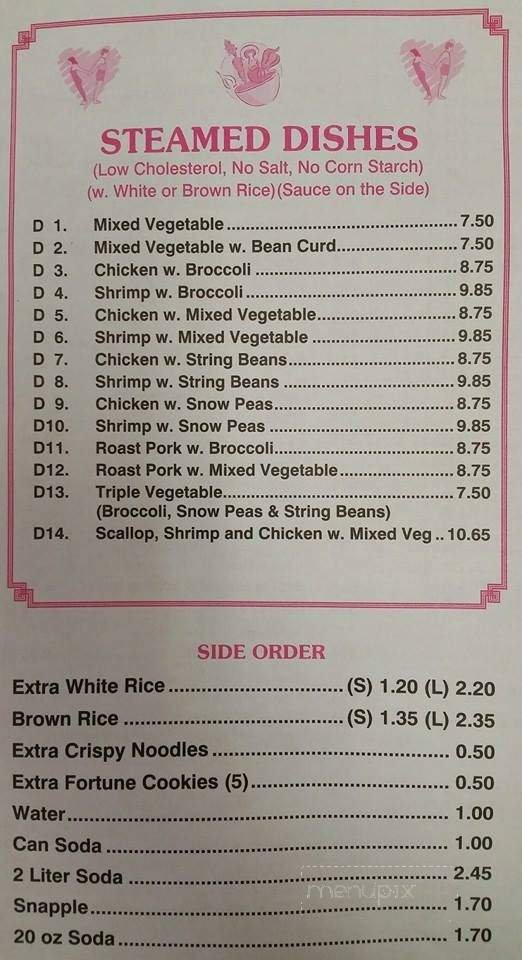 STEAMED DISHES
(Low Cholesterol, No Salt, No Corn Starch)
(w. White or Brown Rice)(Sauce on the Side)
D 1. Mixed Vegetable 7.50
D 2. Mixed Vegetable w. Bean Curd 7.50
D 3. Chicken w. Broccoli 8.75
D 4. Shrimp w. Broccoli 9.85
D 5. Chicken w. Mixed Vegetable 8.75
D 6. Shrimp w. Mixed Vegetable 9.85
D 7. Chicken w. String Beans 8.75
D 8. Shrimp w. String Beans 9.85
D 9. Chicken w. Snow Peas 8.75
D10. Shrimp w. Snow Peas 9.85
D11. Roast Pork w. Broccoli 8.75
D12. Roast Pork w. Mixed Vegetable 8.75
D13. Triple Vegetable 7.50
(Broccoli, Snow Peas & String Beans)
D14. Scallop, Shrimp and Chicken w. Mixed Veg .. 10.65
SIDE ORDER
Extra White Rice (S) 1.20 (L) 2.20
Brown Rice (S) 1.35 (L) 2.35
Extra Crispy Noodles 0.50
Extra Fortune Cookies (5) 0.50
Water 1.00
Can Soda 1.00
2 Liter Soda 2.45
menupix
Snapple 1.70
20 oz Soda 1.70